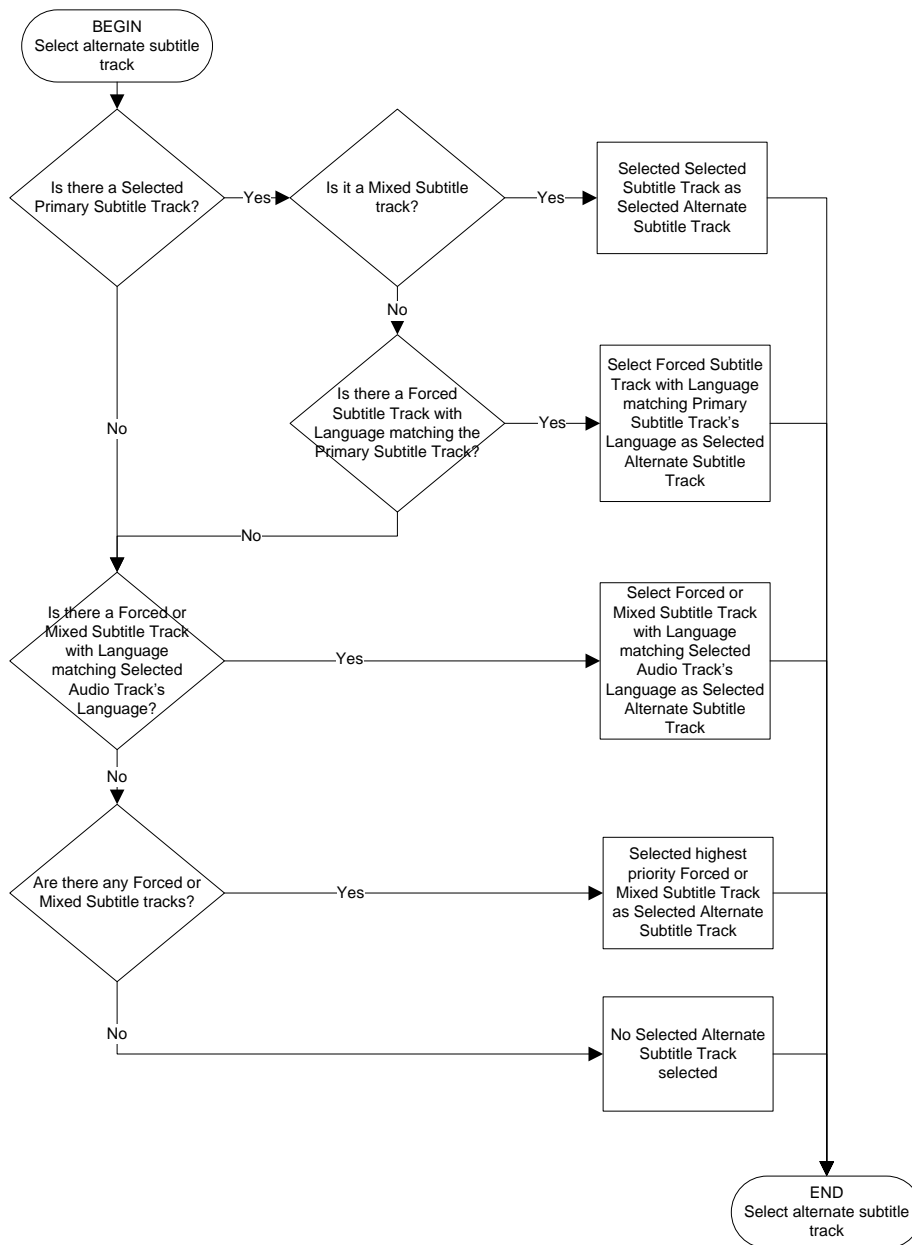 BEGIN
Select alternate subtitle
track
Is there a Selected
Primary Subtitle Track?
Yes
Is it a Mixed Subtitle
track?
Yes
Selected Selected
Subtitle Track as
Selected Alternate
Subtitle Track
No
No
Is there a Forced
Subtitle Track with
Language matching the
Primary Subtitle Track?
Yes
Select Forced Subtitle
Track with Language
matching Primary
Subtitle Track's
Language as Selected
Alternate Subtitle
Track
No
Is there a Forced or
Mixed Subtitle Track
with Language
matching Selected
Audio Track's
Language?
Yes
Select Forced or
Mixed Subtitle Track
with Language
matching Selected
Audio Track's
Language as Selected
Alternate Subtitle
Track
No
Are there any Forced or
Mixed Subtitle tracks?
Yes
Selected highest
priority Forced or
Mixed Subtitle Track
as Selected Alternate
Subtitle Track
No
No Selected Alternate
Subtitle Track
selected
END
Select alternate subtitle
track